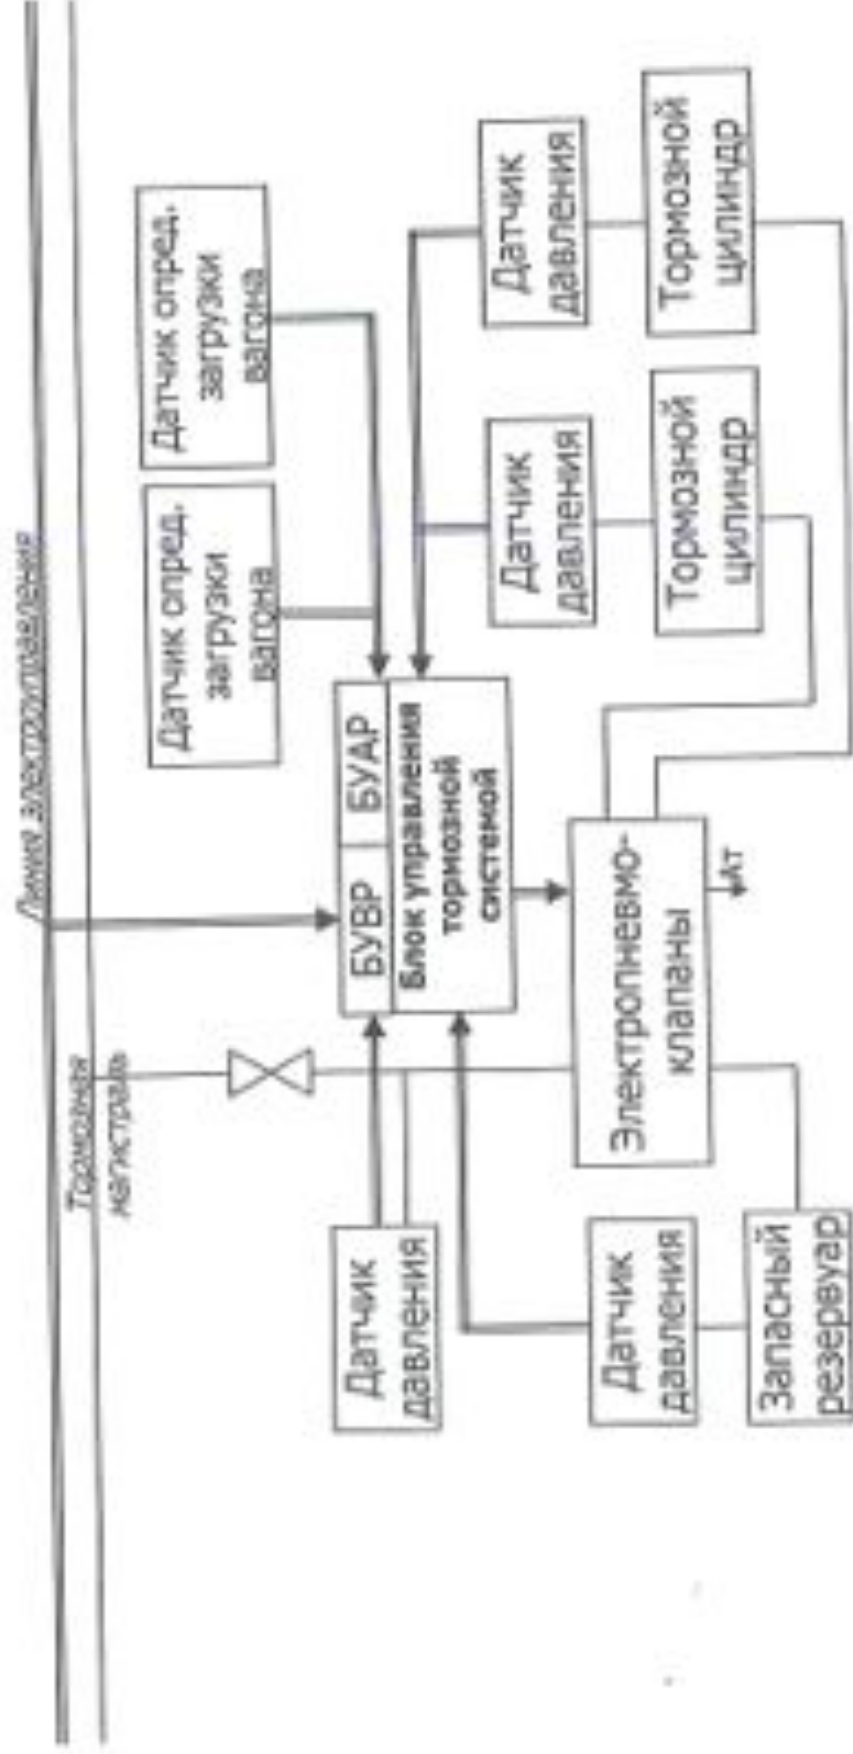 Линия электроуправления
Тормозная
магистраль
Датчик опред.
загрузки
вагона
Датчик опред.
загрузки
вагона
БУВР
БУАР
Блок управления
тормозной
системой
Датчик
давления
Датчик
давления
Датчик
давления
Тормозной
цилиндр
Тормозной
цилиндр
Электропневмо-
клапаны
Ат
Датчик
давления
Запасный
резервуар